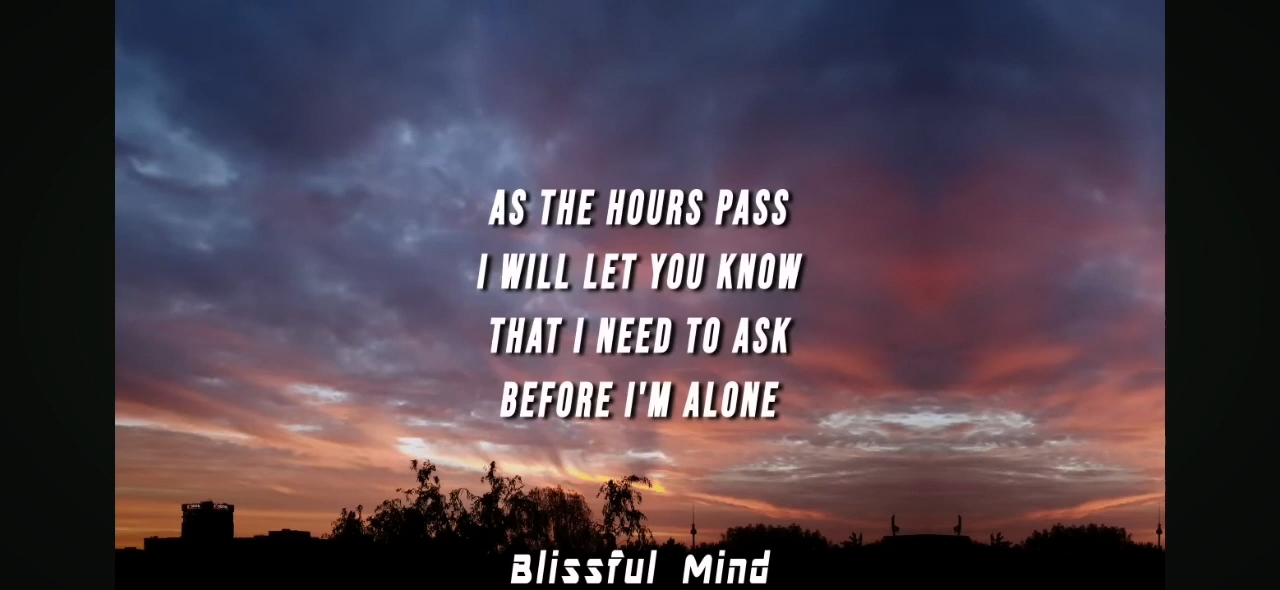 AS THE HOURS PASS
I WILL LET YOU KNOW
THAT I NEED TO ASK
BEFORE I'M ALONE
Blissful Mind